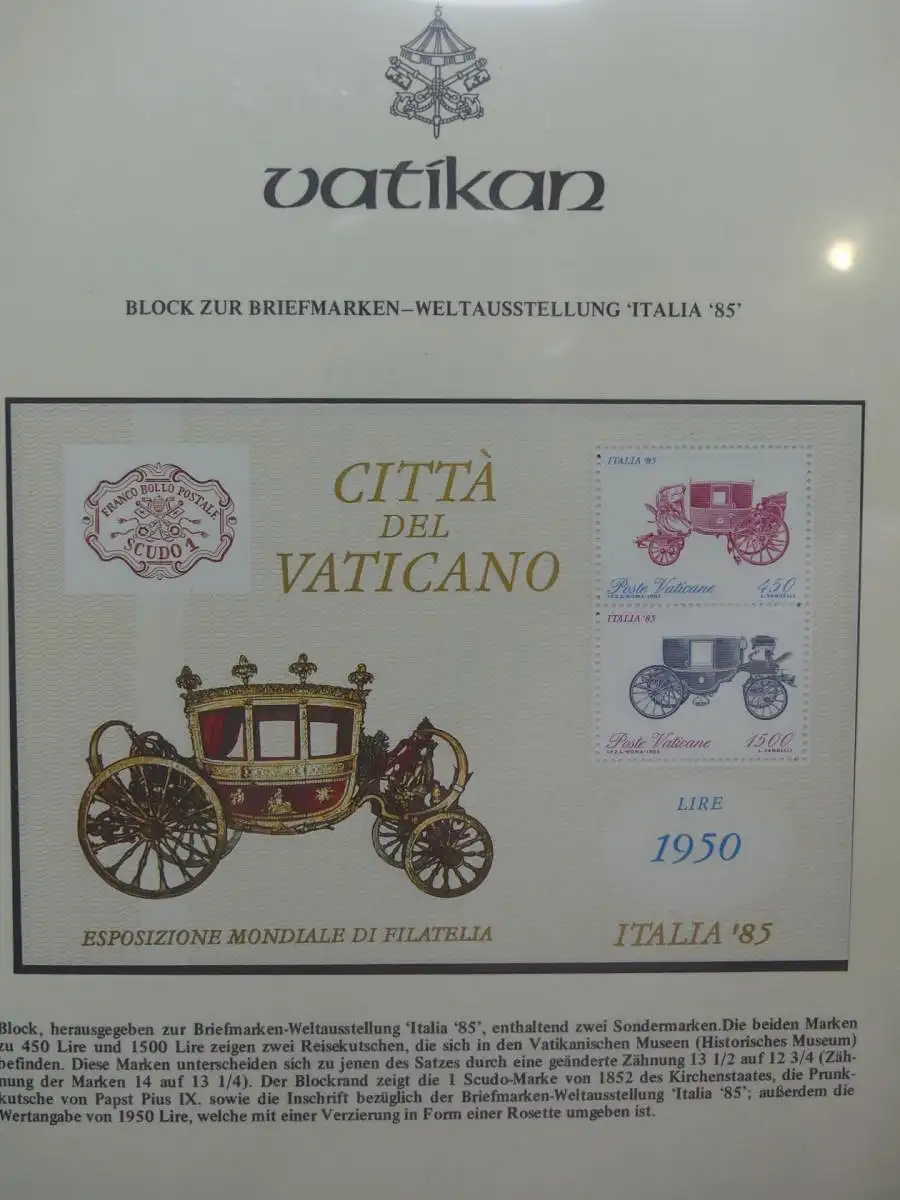 vatikan
BLOCK ZUR BRIEFMARKEN–WELTAUSSTELLUNG ‘ITALIA ‘85’
FRANCO BOLLO POSTALE
SCUDO 1
CITTÀ
DEL
VATICANO
ITALIA '85
Poste Vaticane 450
ITALIA '85
Poste Vaticane 1500
LIRE
1950
ESPOSIZIONE MONDIALE DI FILATELIA
ITALIA '85
Block, herausgegeben zur Briefmarken-Weltausstellung ‘Italia ‘85’, enthaltend zwei Sondermarken.Die beiden Marken
zu 450 Lire und 1500 Lire zeigen zwei Reisekutschen, die sich in den Vatikanischen Museen (Historisches Museum)
befinden. Diese Marken unterscheiden sich zu jenen des Satzes durch eine geänderte Zähnung 13 1/2 auf 12 3/4 (Zäh-
nung der Marken 14 auf 13 1/4). Der Blockrand zeigt die 1 Scudo-Marke von 1852 des Kirchenstaates, die Prunk-
kutsche von Papst Pius IX. sowie die Inschrift bezüglich der Briefmarken-Weltausstellung ‘Italia ‘85’; außerdem die
Wertangabe von 1950 Lire, welche mit einer Verzierung in Form einer Rosette umgeben ist.